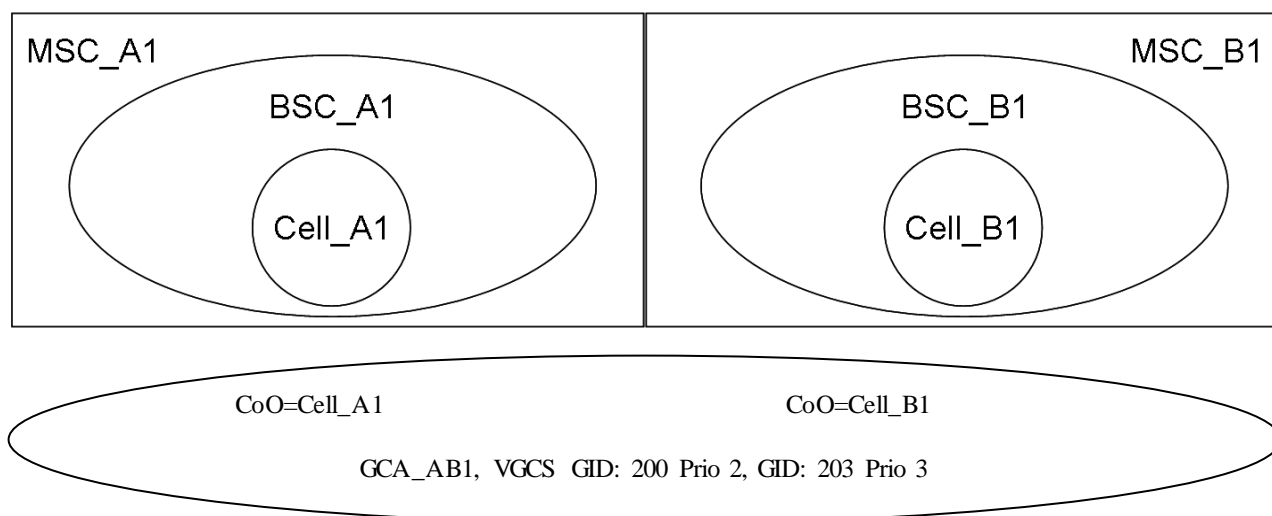 MSC_A1
MSC_B1
BSC_A1
BSC_B1
Cell_A1
Cell_B1
CoO=Cell_A1
CoO=Cell_B1
GCA_AB1, VGCS GID: 200 Prio 2, GID: 203 Prio 3